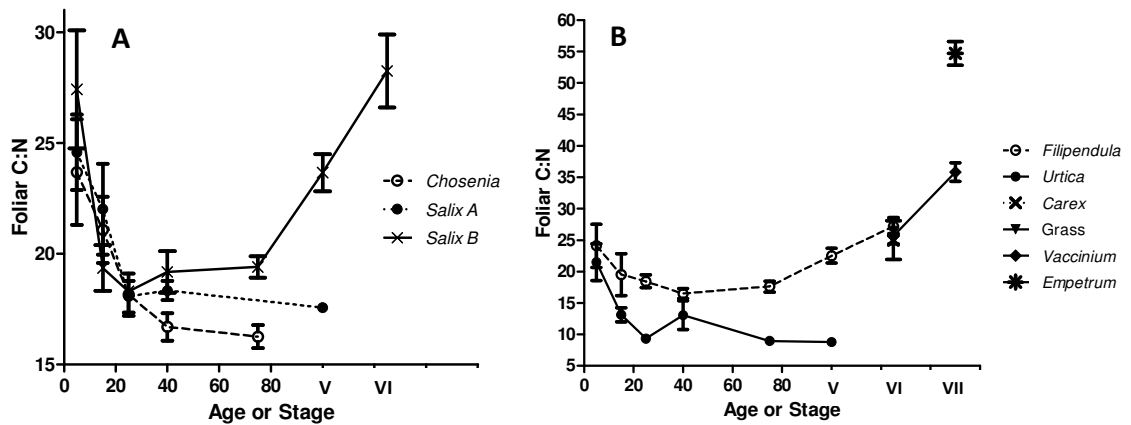 A
30
25
20
15
Foliar C:N
0 20 40 60 80 V VI
Age or Stage
Chosenia
Salix A
Salix B
B
60
55
50
45
40
35
30
25
20
15
10
5
Foliar C:N
0 20 40 60 80 V VI VII
Age or Stage
Filipendula
Urtica
Carex
Grass
Vaccinium
Empetrum